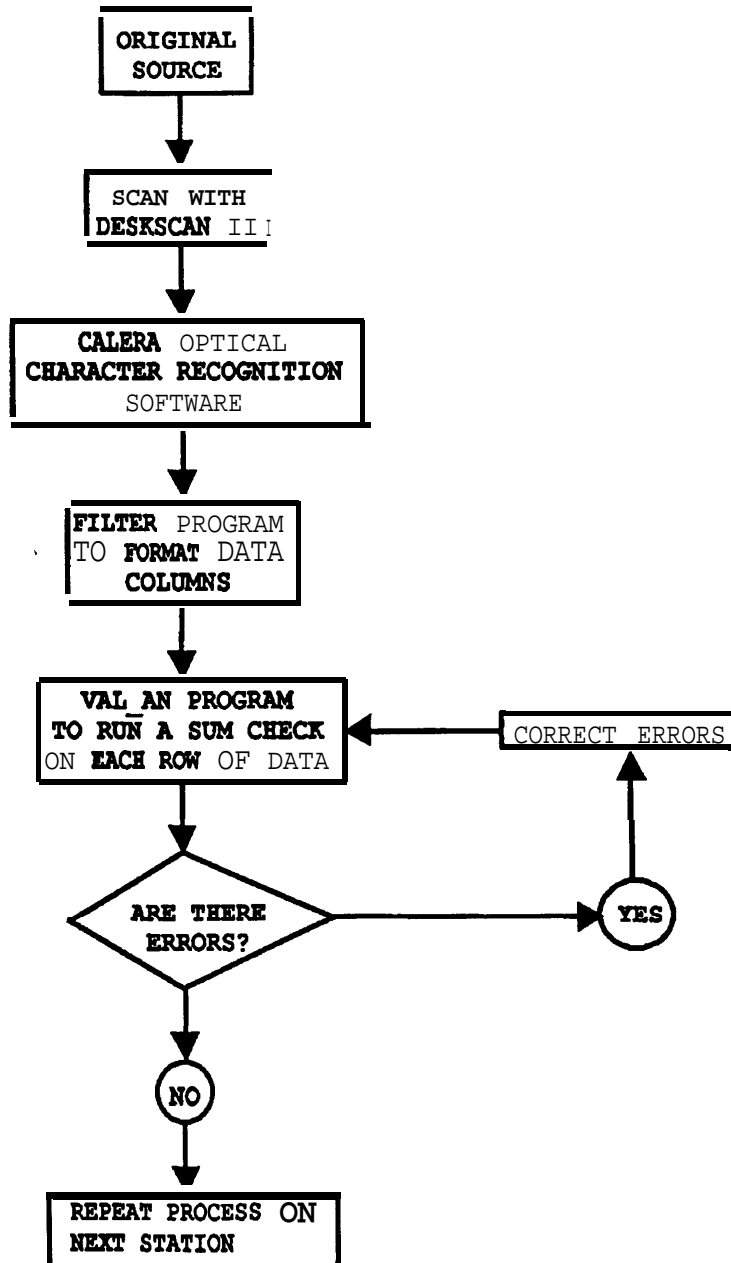 ORIGINAL
SOURCE
SCAN WITH
DESKSCAN III
CALERA OPTICAL
CHARACTER RECOGNITION
SOFTWARE
FILTER PROGRAM
TO FORMAT DATA
COLUMNS
VAL_AN PROGRAM
TO RUN A SUM CHECK
ON EACH ROW OF DATA
CORRECT ERRORS
ARE THERE
ERRORS?
YES
NO
REPEAT PROCESS ON
NEXT STATION